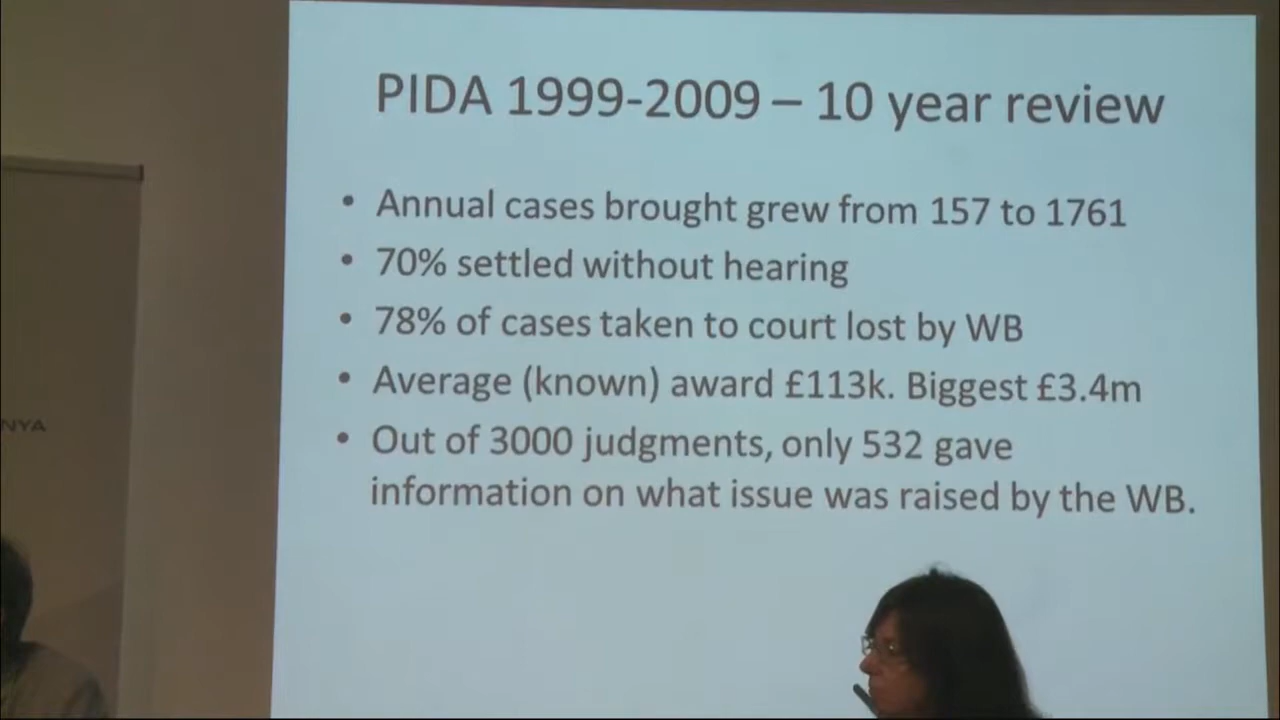 PIDA 1999-2009 – 10 year review
• Annual cases brought grew from 157 to 1761
• 70% settled without hearing
• 78% of cases taken to court lost by WB
• Average (known) award £113k. Biggest £3.4m
• Out of 3000 judgments, only 532 gave
information on what issue was raised by the WB.
NYA